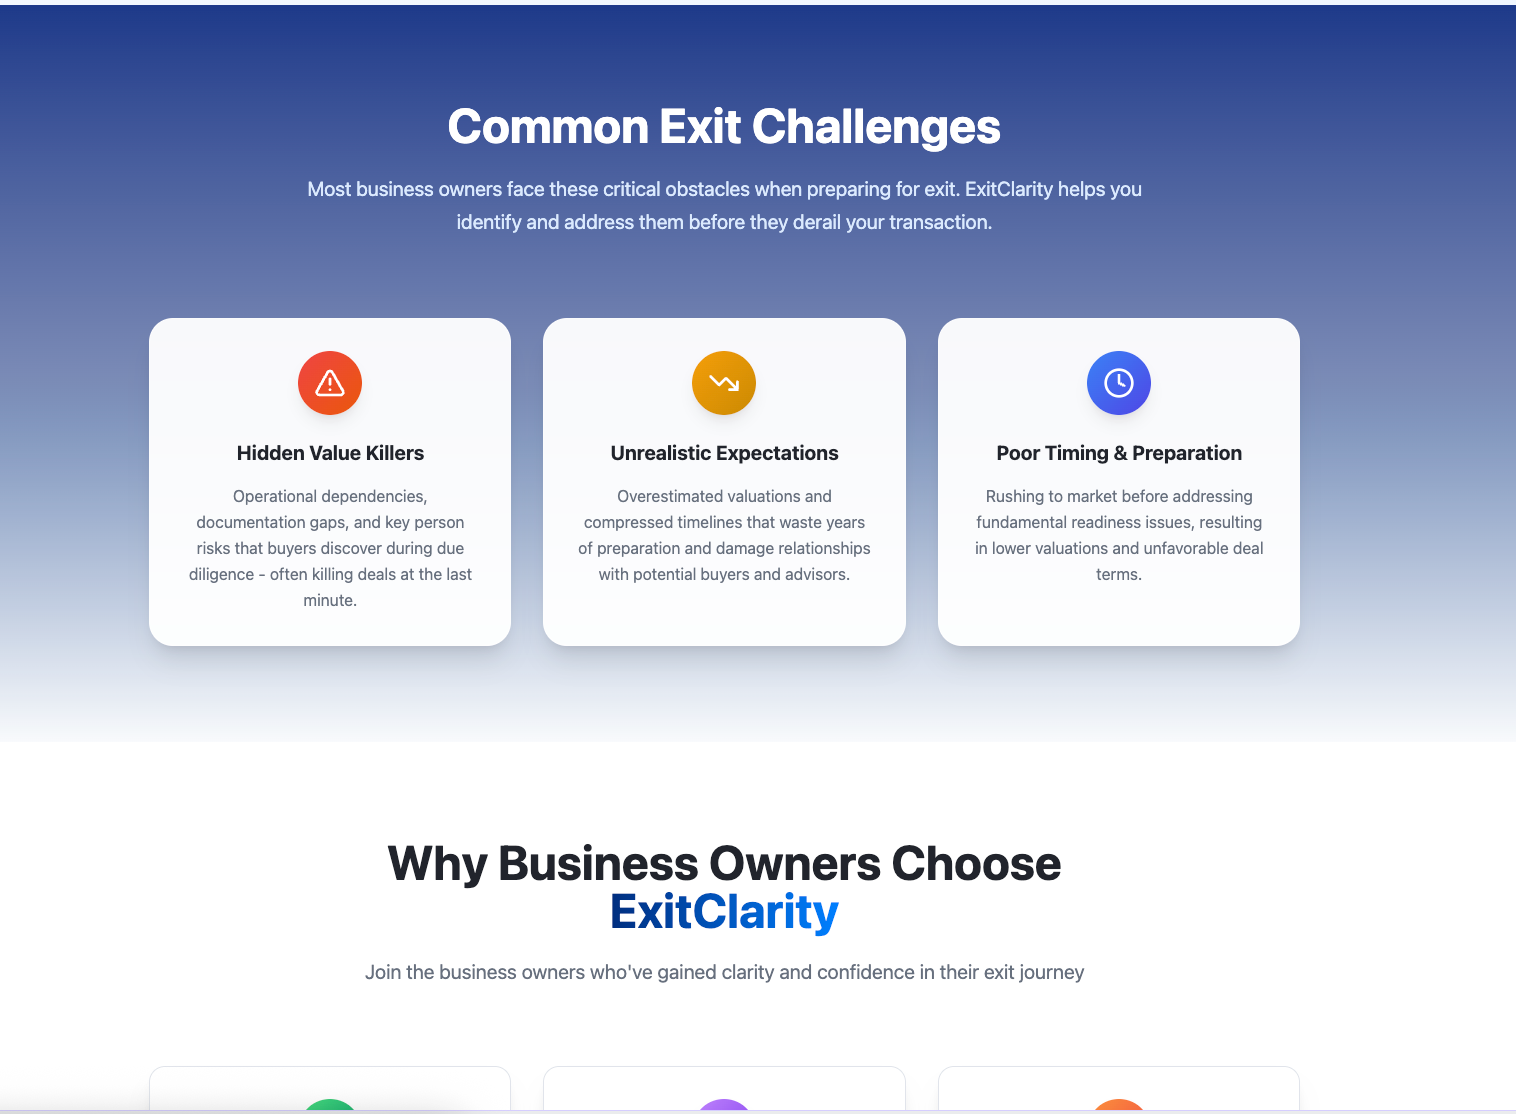 Common Exit Challenges
Most business owners face these critical obstacles when preparing for exit. ExitClarity helps you
identify and address them before they derail your transaction.
Hidden Value Killers
Operational dependencies,
documentation gaps, and key person
risks that buyers discover during due
diligence - often killing deals at the last
minute.
Unrealistic Expectations
Overestimated valuations and
compressed timelines that waste years
of preparation and damage relationships
with potential buyers and advisors.
Poor Timing & Preparation
Rushing to market before addressing
fundamental readiness issues, resulting
in lower valuations and unfavorable deal
terms.
Why Business Owners Choose
ExitClarity
Join the business owners who've gained clarity and confidence in their exit journey